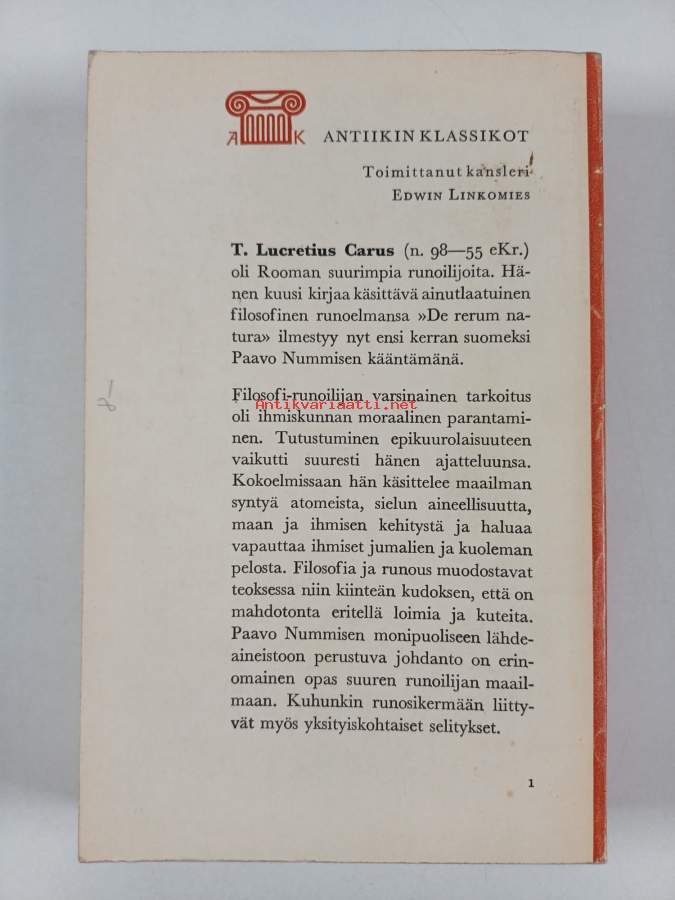 A K
ANTIIKIN KLASSIKOT
Toimittanut kansleri
EDWIN LINKOMIES
T. Lucretius Carus (n. 98—55 eKr.)
oli Rooman suurimpia runoilijoita. Hä-
nen kuusi kirjaa käsittävä ainutlaatuinen
filosofinen runoelmansa »De rerum na-
tura» ilmestyy nyt ensi kerran suomeksi
Paavo Nummisen kääntämänä.
Filosofi-runoilijan varsinainen tarkoitus
Antikvariaatti.net
oli ihmiskunnan moraalinen parantami-
nen. Tutustuminen epikuurolaisuuteen
vaikutti suuresti hänen ajatteluunsa.
Kokoelmissaan hän käsittelee maailman
syntyä atomeista, sielun aineellisuutta,
maan ja ihmisen kehitystä ja haluaa
vapauttaa ihmiset jumalien ja kuoleman
pelosta. Filosofia ja runous muodostavat
teoksessa niin kiinteän kudoksen, että on
mahdotonta eritellä loimia ja kuteita.
Paavo Nummisen monipuoliseen lähde-
aineistoon perustuva johdanto on erin-
omainen opas suuren runoilijan maail-
maan. Kuhunkin runosikermään liitty-
vät myös yksityiskohtaiset selitykset.
1